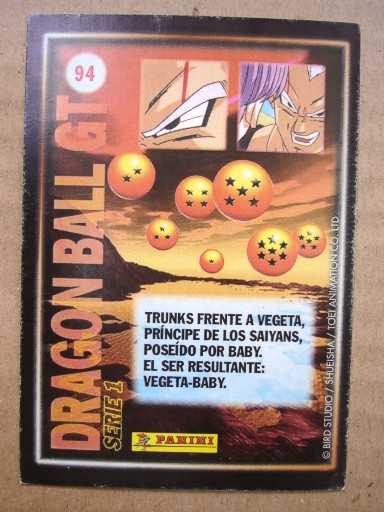 94
DRAGON BALL GT
SERIE 1
TRUNKS FRENTE A VEGETA,
PRÍNCIPE DE LOS SAIYANS,
POSEÍDO POR BABY.
EL SER RESULTANTE:
VEGETA-BABY.
PANINI
© BIRD STUDIO / SHUEISHA / TOEI ANIMATION CO. LTD